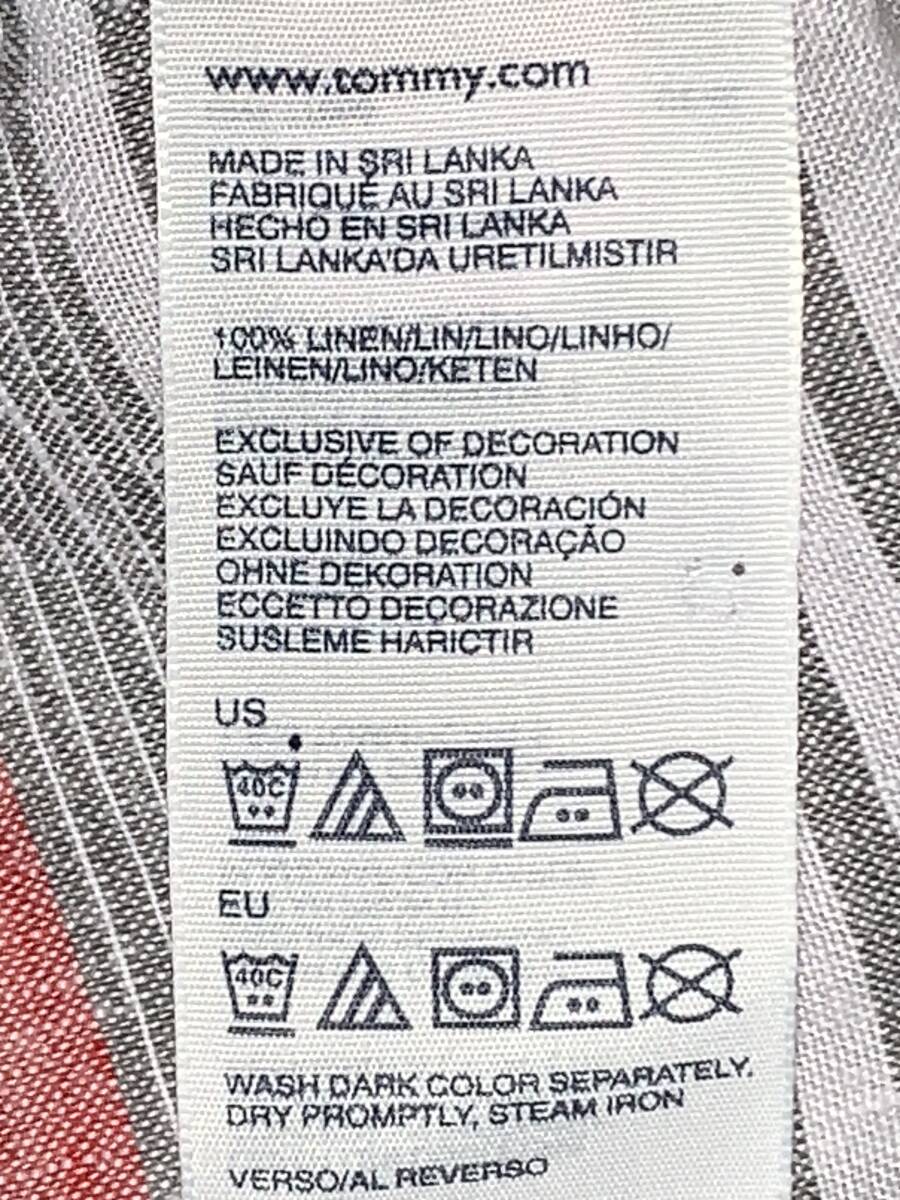 www.tommy.com
MADE IN SRI LANKA
FABRIQUÉ AU SRI LANKA
HECHO EN SRI LANKA
SRI LANKA'DA URETILMISTIR
100% LINEN/LIN/LINO/LINHO/
LEINEN/LINO/KETEN
EXCLUSIVE OF DECORATION
SAUF DÉCORATION
EXCLUYE LA DECORACIÓN
EXCLUINDO DECORAÇÃO
OHNE DEKORATION
ECCETTO DECORAZIONE
SUSLEME HARICTIR
US
40C
EU
40C
WASH DARK COLOR SEPARATELY.
DRY PROMPTLY, STEAM IRON
VERSO/AL REVERSO